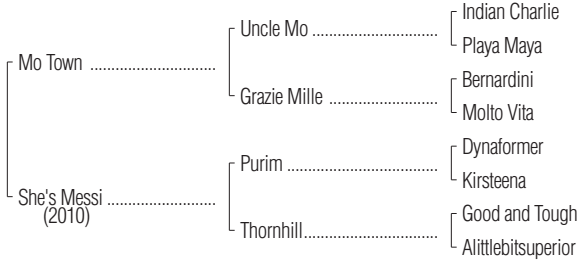 Indian Charlie
Uncle Mo ................................
Playa Maya
Mo Town ...............................
Bernardini
Grazie Mille ...........................
Molto Vita
Dynaformer
Purim ......................................
Kirsteena
She's Messi ...........................
(2010)
Good and Tough
Thornhill.................................
Alittlebitsuperior